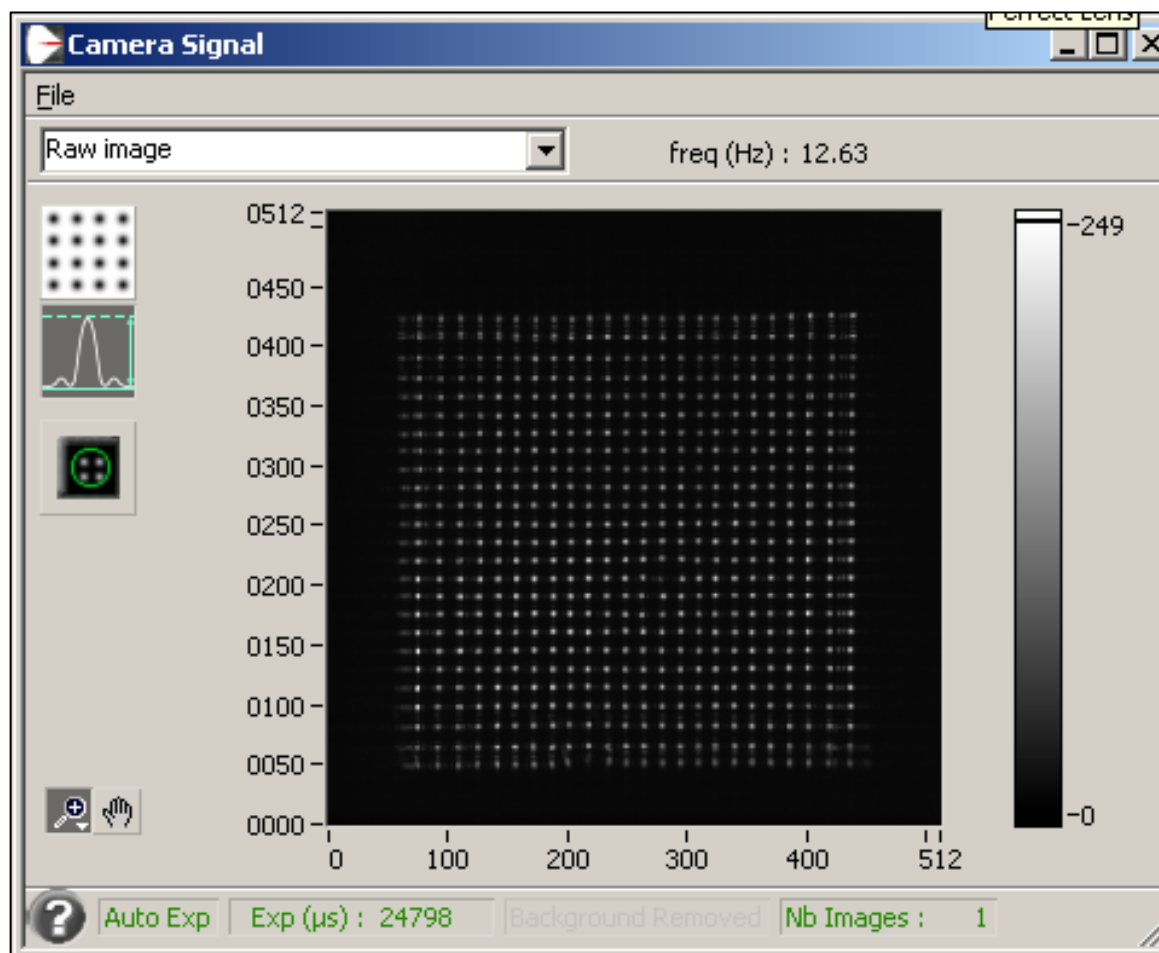 Perfect Lens
Camera Signal
File
Raw image
freq (Hz) : 12.63
0512
0450
0400
0350
0300
0250
0200
0150
0100
0050
0000
0
100
200
300
400
512
249
0
?
Auto Exp
Exp (µs) : 24798
Background Removed
Nb Images : 1